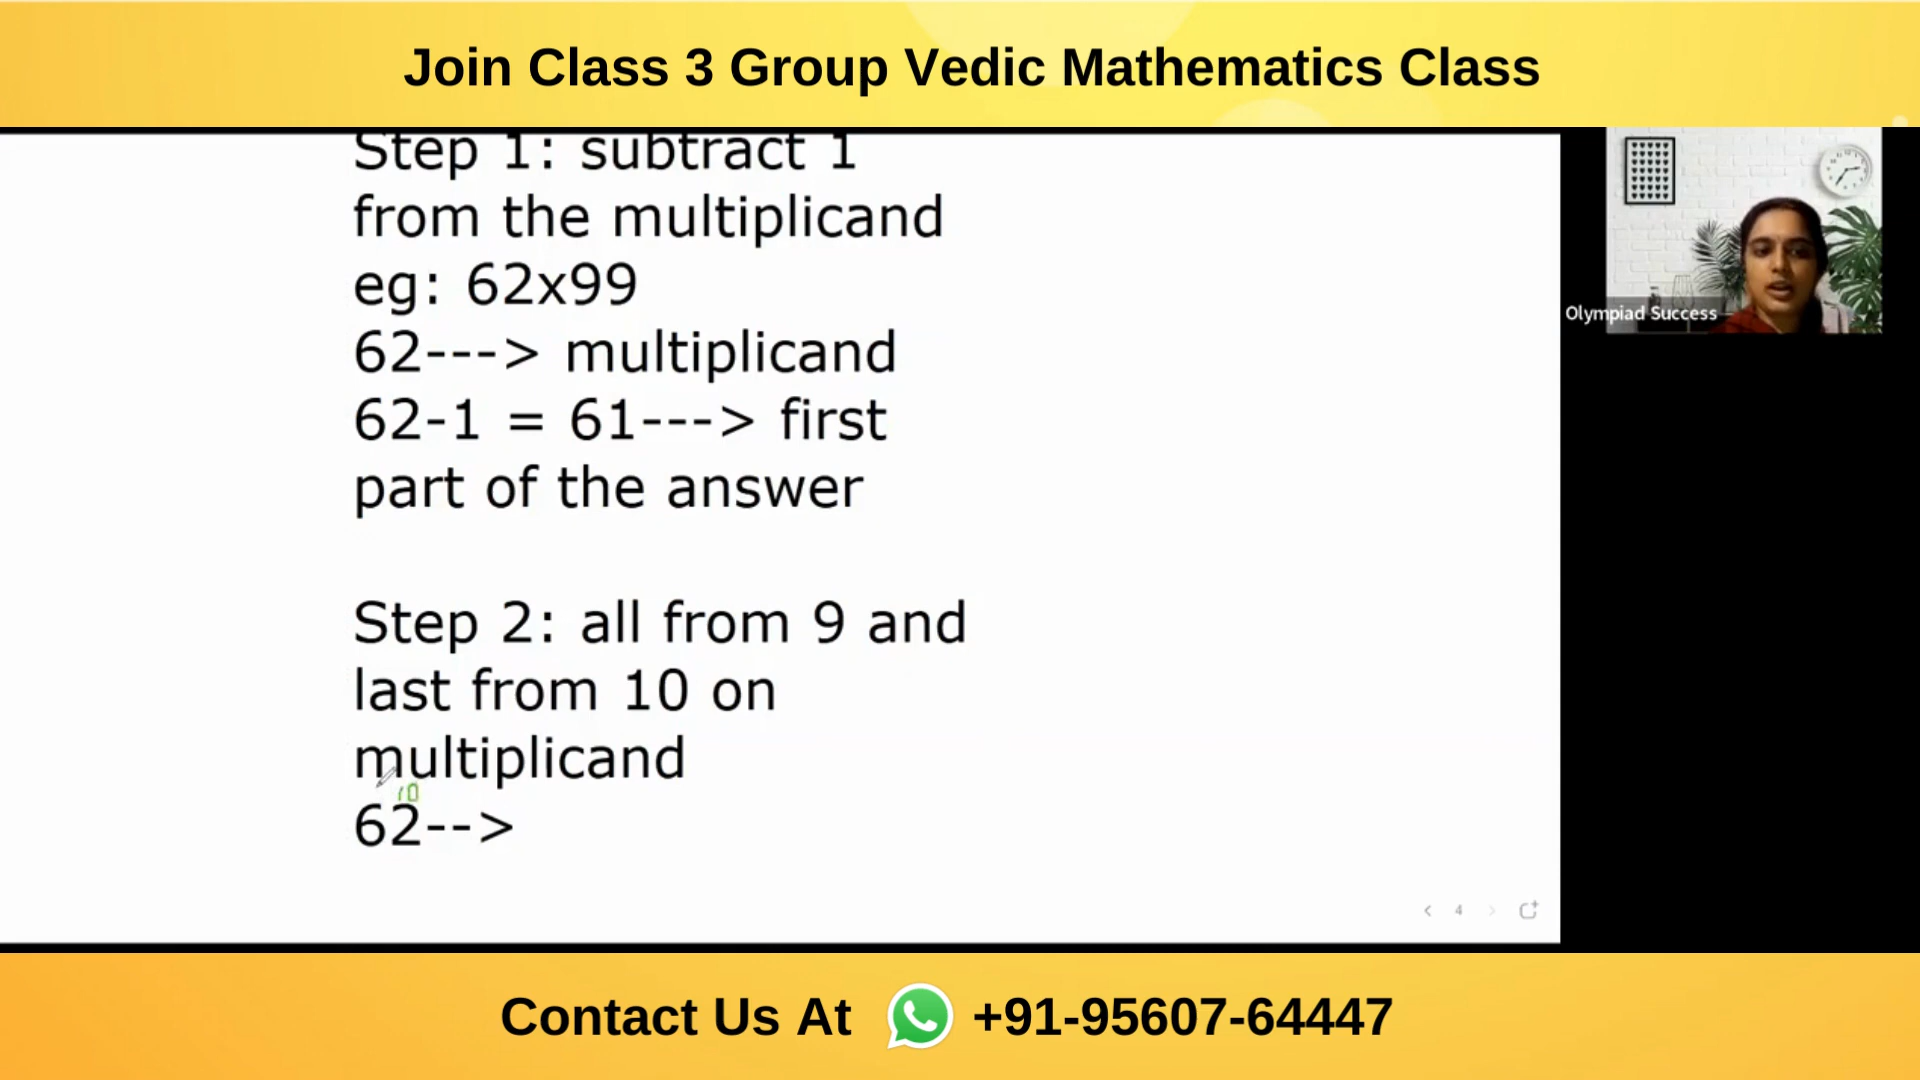 Join Class 3 Group Vedic Mathematics Class
Step 1: subtract 1
from the multiplicand
eg: 62x99
62---> multiplicand
62-1 = 61---> first
part of the answer
Step 2: all from 9 and
last from 10 on
multiplicand
10
62-->
4
Olympiad Success
Contact Us At +91-95607-64447